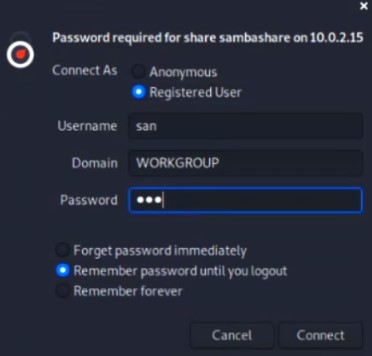 Password required for share sambashare on 10.0.2.15
Connect As Anonymous
Registered User
Username san
Domain WORKGROUP
Password •••
Forget password immediately
Remember password until you logout
Remember forever
Cancel Connect